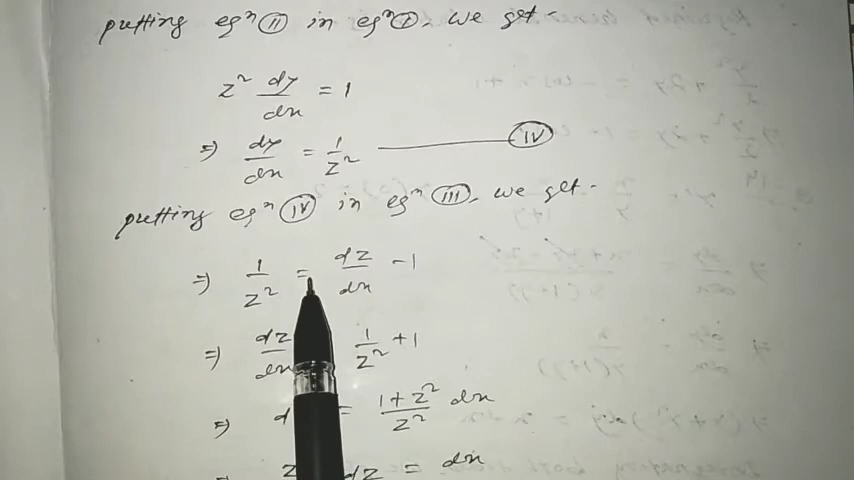 putting eqⁿ (II) in eqⁿ (I), we get-
z² dy/dx = 1
⇒ dy/dx = 1/z² ——— (IV)
putting eqⁿ (IV) in eqⁿ (III), we get-
⇒ 1/z² = dz/dx - 1
⇒ dz/dx = 1/z² + 1
⇒ d = 1+z²/z² dx
⇒ z dz = dx